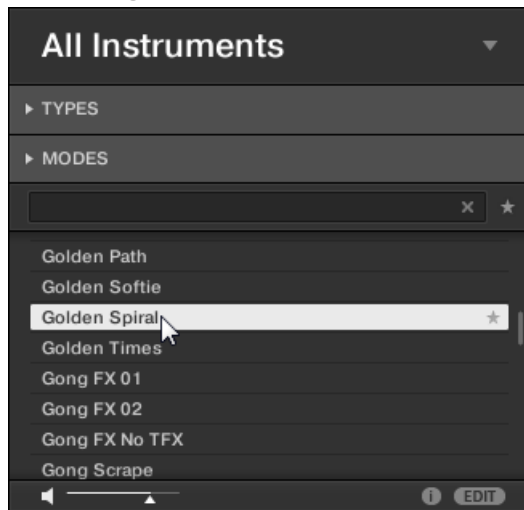 All Instruments
TYPES
MODES
Golden Path
Golden Softie
Golden Spiral
Golden Times
Gong FX 01
Gong FX 02
Gong FX No TFX
Gong Scrape
EDIT